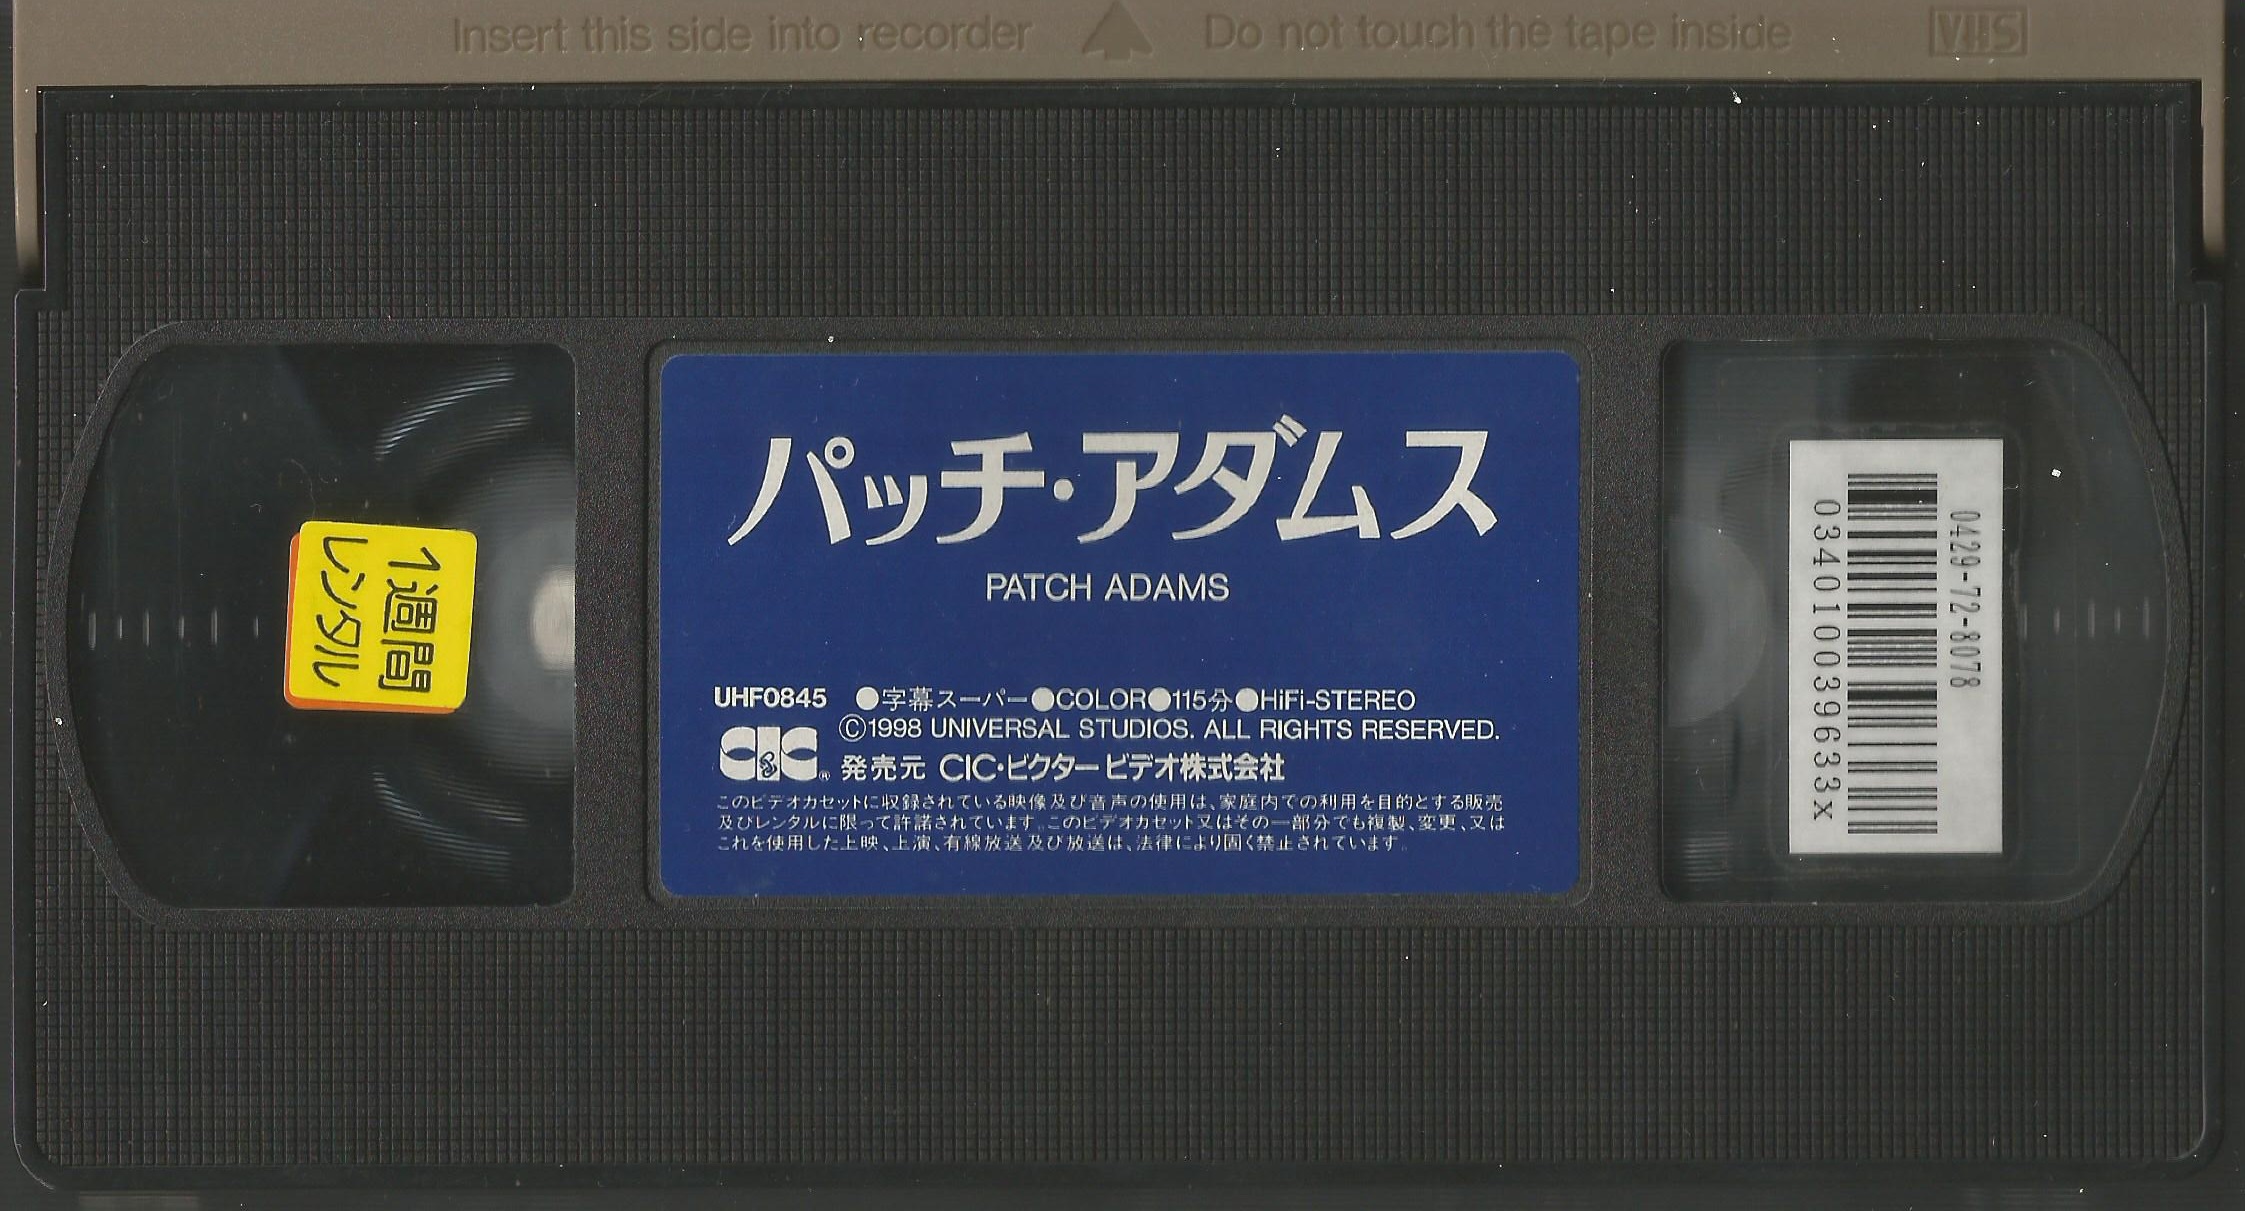 Insert this side into recorder
Do not touch the tape inside
VHS
1週間
レンタル
パッチ・アダムス
PATCH ADAMS
UHF0845 ●字幕スーパー●COLOR●115分●HiFi-STEREO
Ⓒ1998 UNIVERSAL STUDIOS. ALL RIGHTS RESERVED.
CIC® 発売元 CIC・ビクター ビデオ株式会社
このビデオカセットに収録されている映像及び音声の使用は、家庭内での利用を目的とする販売
及びレンタルに限って許諾されています。このビデオカセット又はその一部分でも複製、変更、又は
これを使用した上映、上演、有線放送及び放送は、法律により固く禁止されています。
0429-72-8078
034010039633x